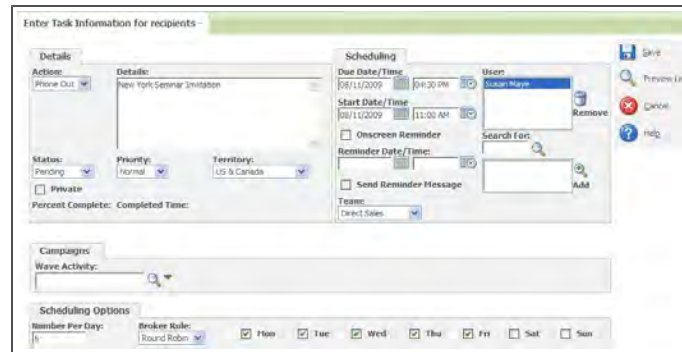 Enter Task Information for recipients -
Details
Action:
Details:
Phone Out
New York Seminar Invitation
Status:
Priority:
Territory:
Pending
Normal
US & Canada
Private
Percent Complete: Completed Time:
Scheduling
Due Date/Time
User:
08/11/2009
04:30 PM
Susan Maye
Start Date/Time
08/11/2009
11:00 AM
Remove
Onscreen Reminder
Search For:
Reminder Date/Time:
Send Reminder Message
Add
Team:
Direct Sales
Save
Preview
Cancel
Help
Campaigns
Wave Activity:
Scheduling Options
Number Per Day:
Broker Rule:
Round Robin
Mon
Tue
Wed
Thu
Fri
Sat
Sun